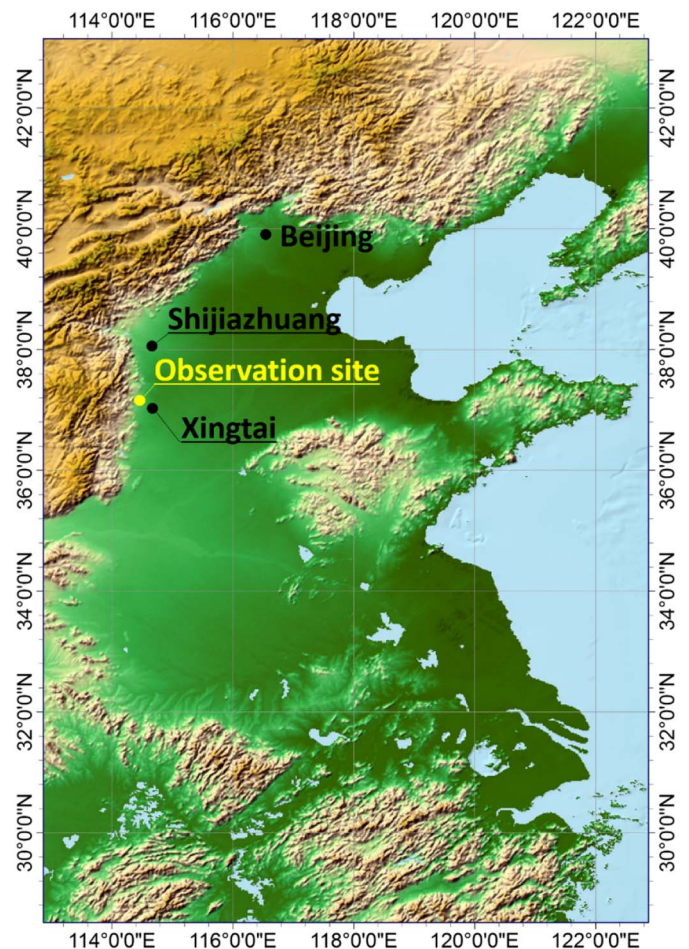 114°0'0"E 116°0'0"E 118°0'0"E 120°0'0"E 122°0'0"E
42°0'0"N 42°0'0"N
40°0'0"N 40°0'0"N
Beijing
Shijiazhuang
38°0'0"N 38°0'0"N
Observation site
Xingtai
36°0'0"N 36°0'0"N
34°0'0"N 34°0'0"N
32°0'0"N 32°0'0"N
30°0'0"N 30°0'0"N
114°0'0"E 116°0'0"E 118°0'0"E 120°0'0"E 122°0'0"E